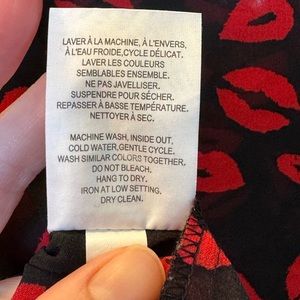 LAVER À LA MACHINE, À L'ENVERS,
À L'EAU FROIDE,CYCLE DÉLICAT.
LAVER LES COULEURS
SEMBLABLES ENSEMBLE.
NE PAS JAVELLISER.
SUSPENDRE POUR SÉCHER.
REPASSER À BASSE TEMPÉRATURE.
NETTOYER À SEC.
MACHINE WASH, INSIDE OUT,
COLD WATER,GENTLE CYCLE.
WASH SIMILAR COLORS TOGETHER.
DO NOT BLEACH.
HANG TO DRY.
IRON AT LOW SETTING.
DRY CLEAN.